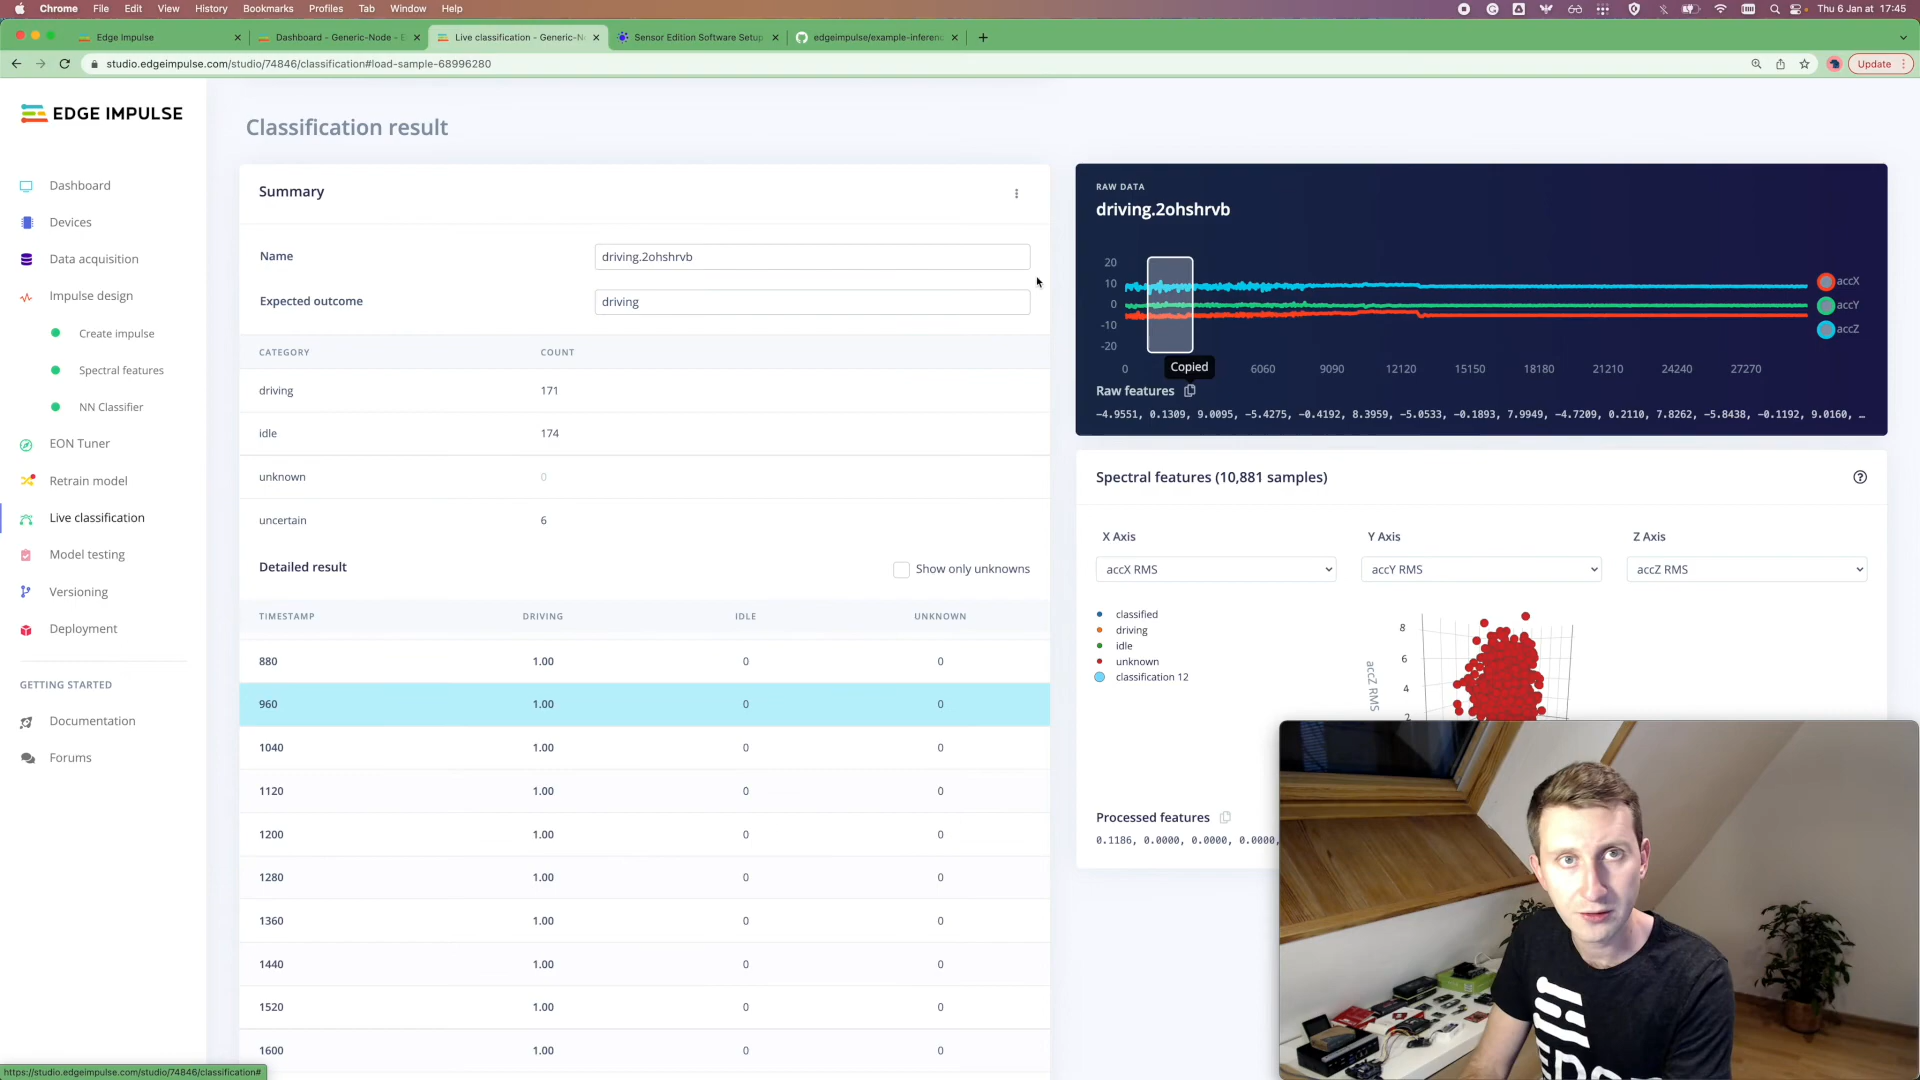 Chrome File Edit View History Bookmarks Profiles Tab Window Help Thu 6 Jan at 17:45
Edge Impulse Dashboard - Generic-Node - E Live classification - Generic-N Sensor Edition Software Setup edgeimpulse/example-inferen
studio.edgeimpulse.com/studio/74846/classification#load-sample-68996280 Update
EDGE IMPULSE
Dashboard
Devices
Data acquisition
Impulse design
Create impulse
Spectral features
NN Classifier
EON Tuner
Retrain model
Live classification
Model testing
Versioning
Deployment
GETTING STARTED
Documentation
Forums
Classification result
Summary
Name driving.2ohshrvb
Expected outcome driving
CATEGORY COUNT
driving 171
idle 174
unknown 0
uncertain 6
Detailed result Show only unknowns
TIMESTAMP DRIVING IDLE UNKNOWN
880 1.00 0 0
960 1.00 0 0
1040 1.00 0 0
1120 1.00 0 0
1200 1.00 0 0
1280 1.00 0 0
1360 1.00 0 0
1440 1.00 0 0
1520 1.00 0 0
1600 1.00 0 0
RAW DATA
driving.2ohshrvb
20
10
0
-10
-20
accX
accY
accZ
0 6060 9090 12120 15150 18180 21210 24240 27270
Copied
Raw features
-4.9551, 0.1309, 9.0095, -5.4275, -0.4192, 8.3959, -5.0533, -0.1893, 7.9949, -4.7209, 0.2110, 7.8262, -5.8438, -0.1192, 9.0160, …
Spectral features (10,881 samples)
X Axis Y Axis Z Axis
accX RMS accY RMS accZ RMS
classified
driving
idle
unknown
classification 12
8
6
4
2
accZ RMS
Processed features
0.1186, 0.0000, 0.0000, 0.0000,
https://studio.edgeimpulse.com/studio/74846/classification#